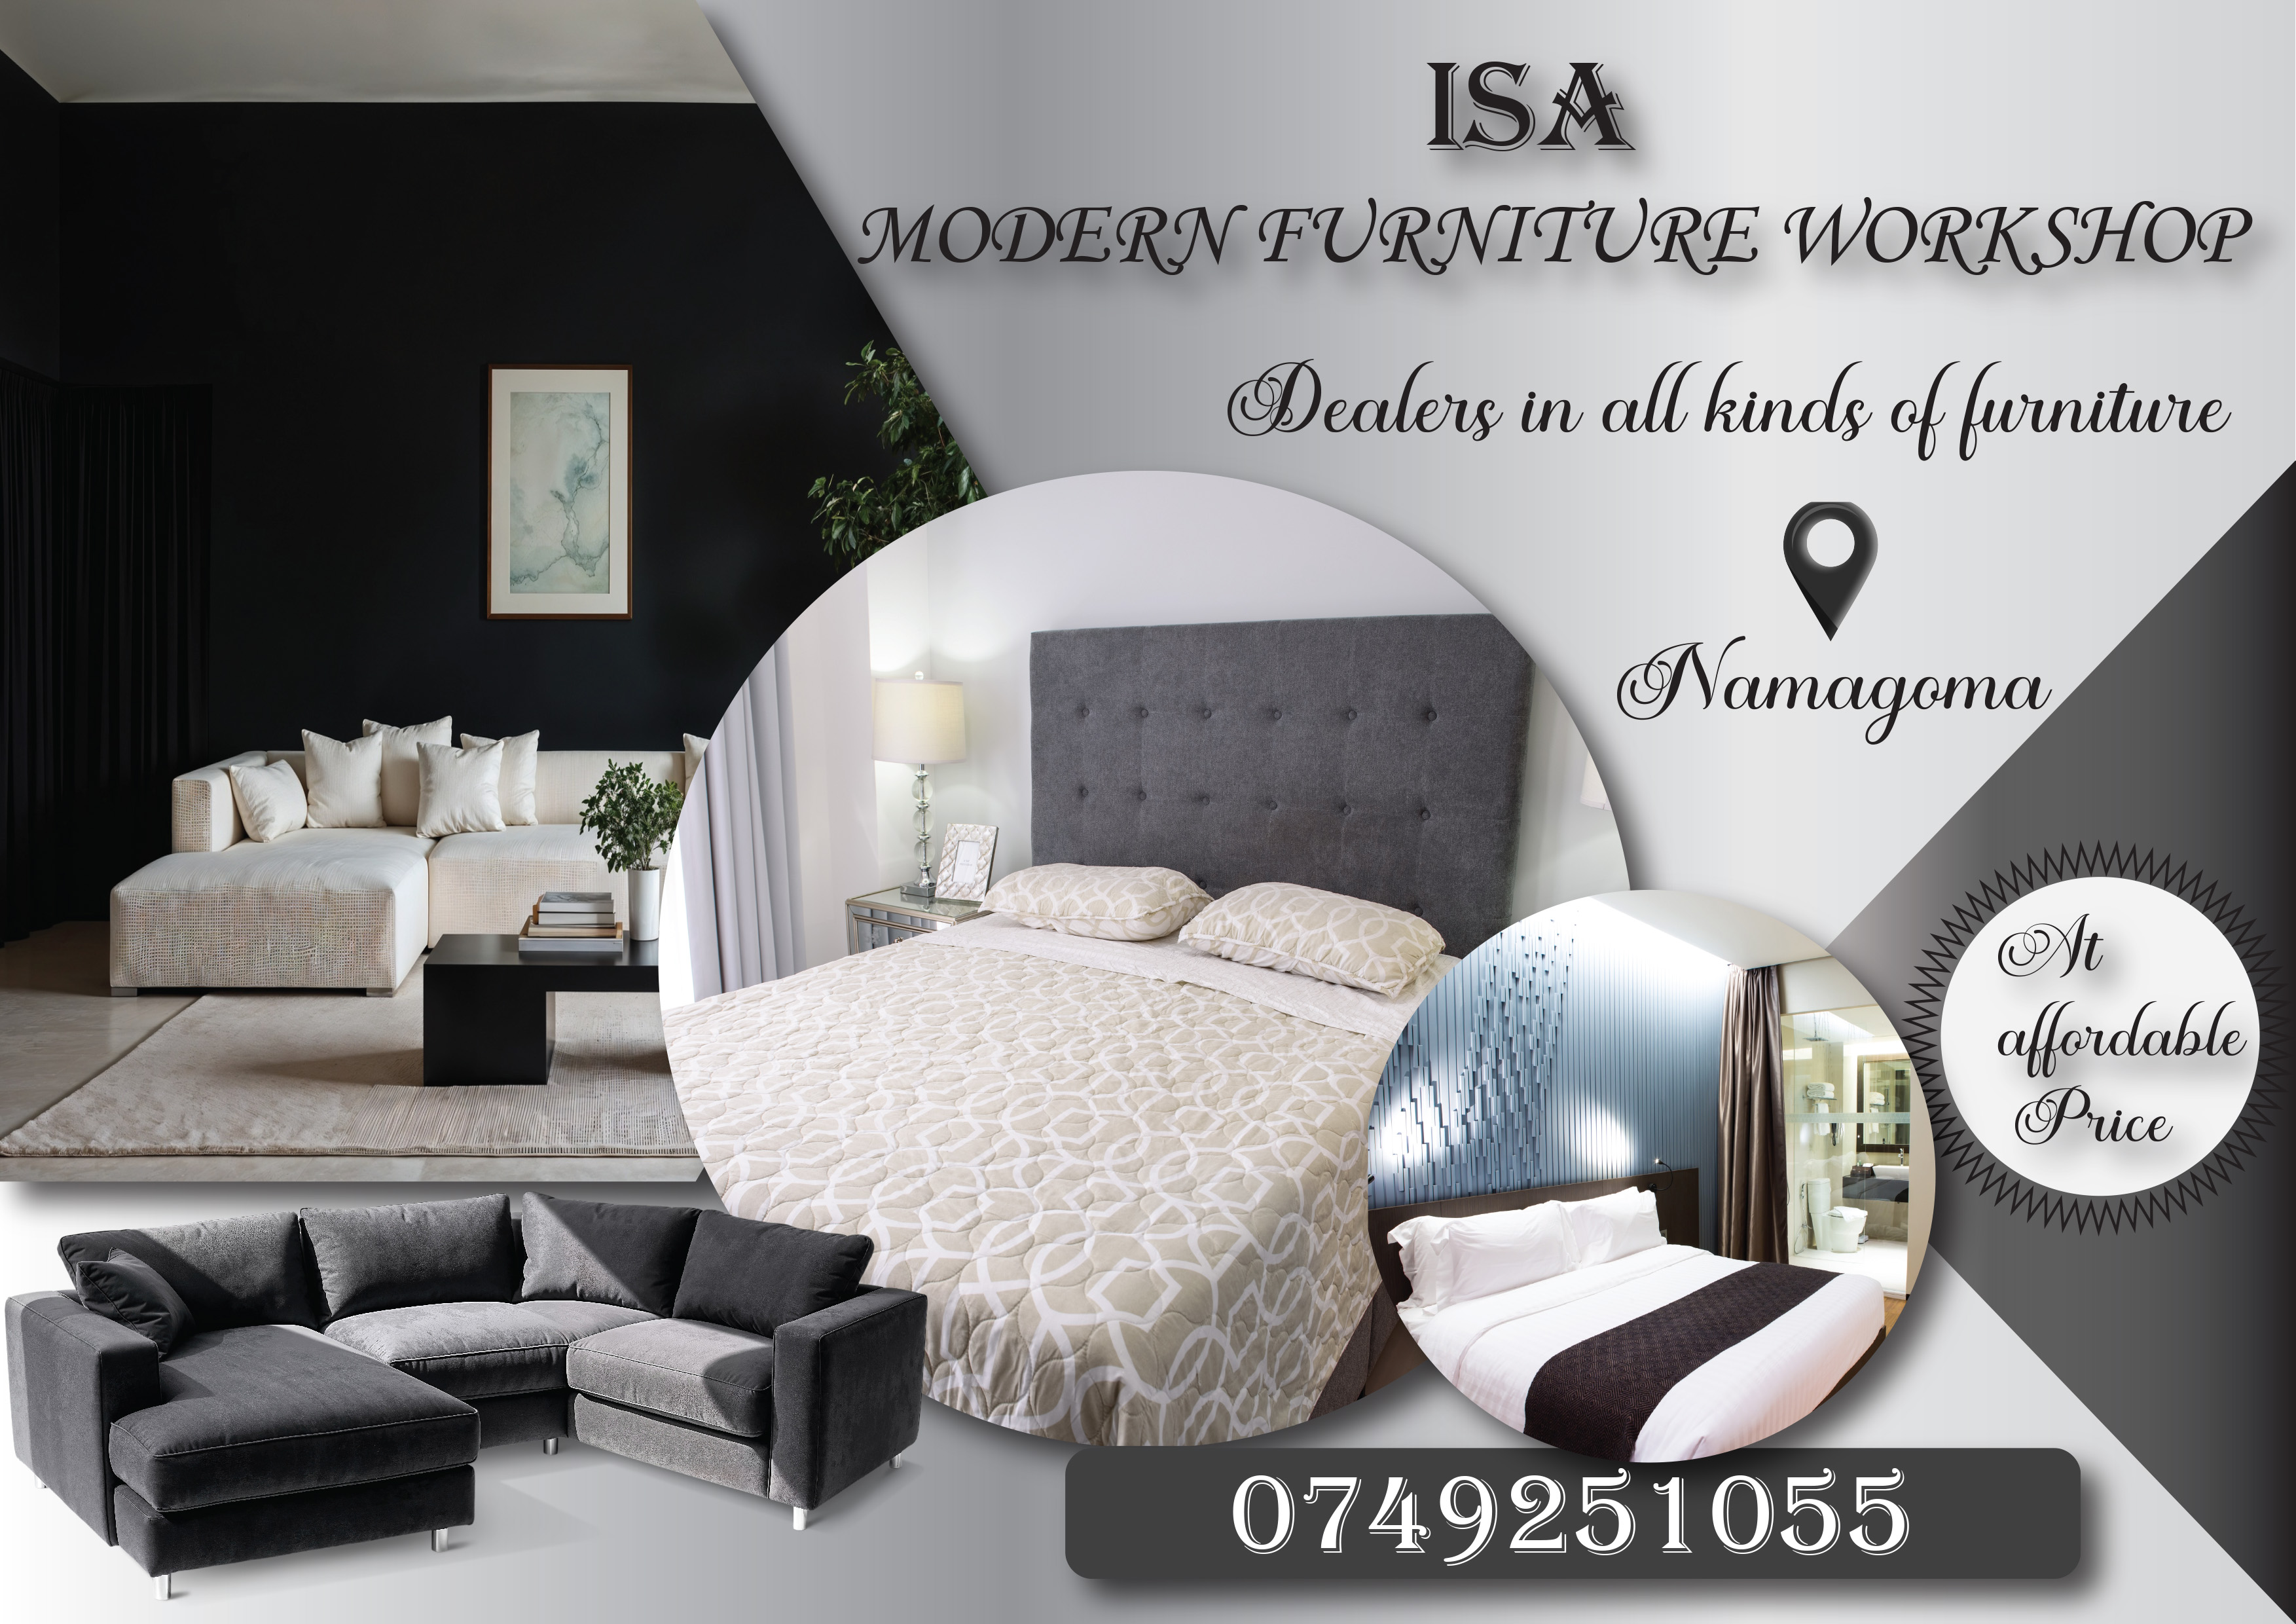 ISA
MODERN FURNITURE WORKSHOP
Dealers in all kinds of furniture
Namagoma
At
affordable
Price
0749251055